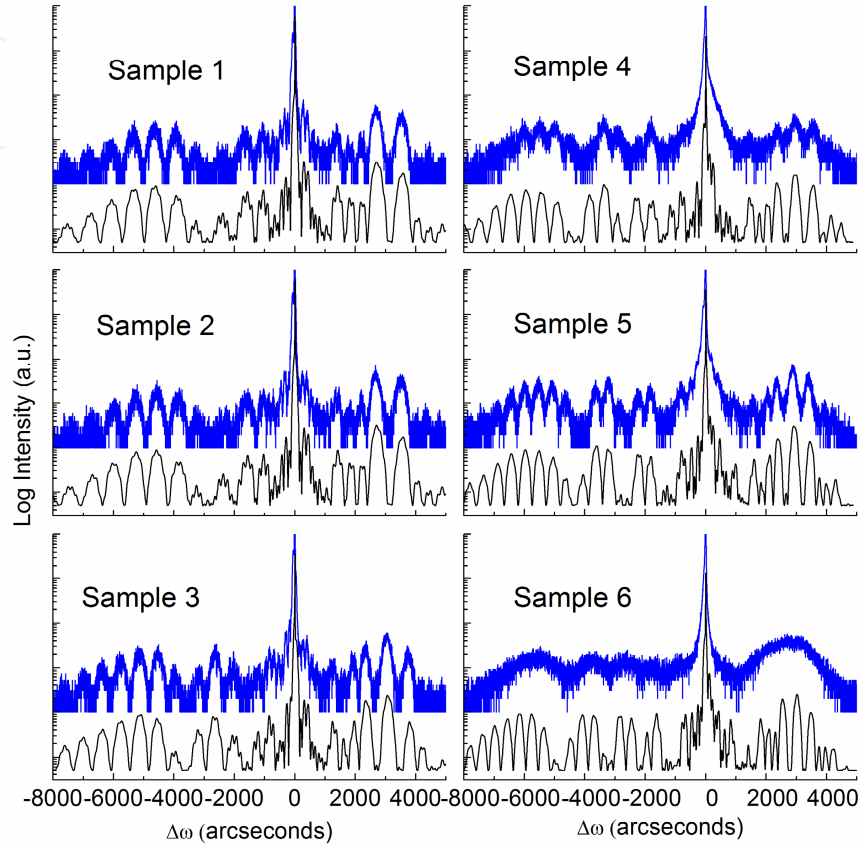 Sample 1
Sample 4
Sample 2
Sample 5
Sample 3
Sample 6
Log Intensity (a.u.)
-8000 -6000 -4000 -2000 0 2000 4000
-8000 -6000 -4000 -2000 0 2000 4000
Δω (arcseconds)
Δω (arcseconds)